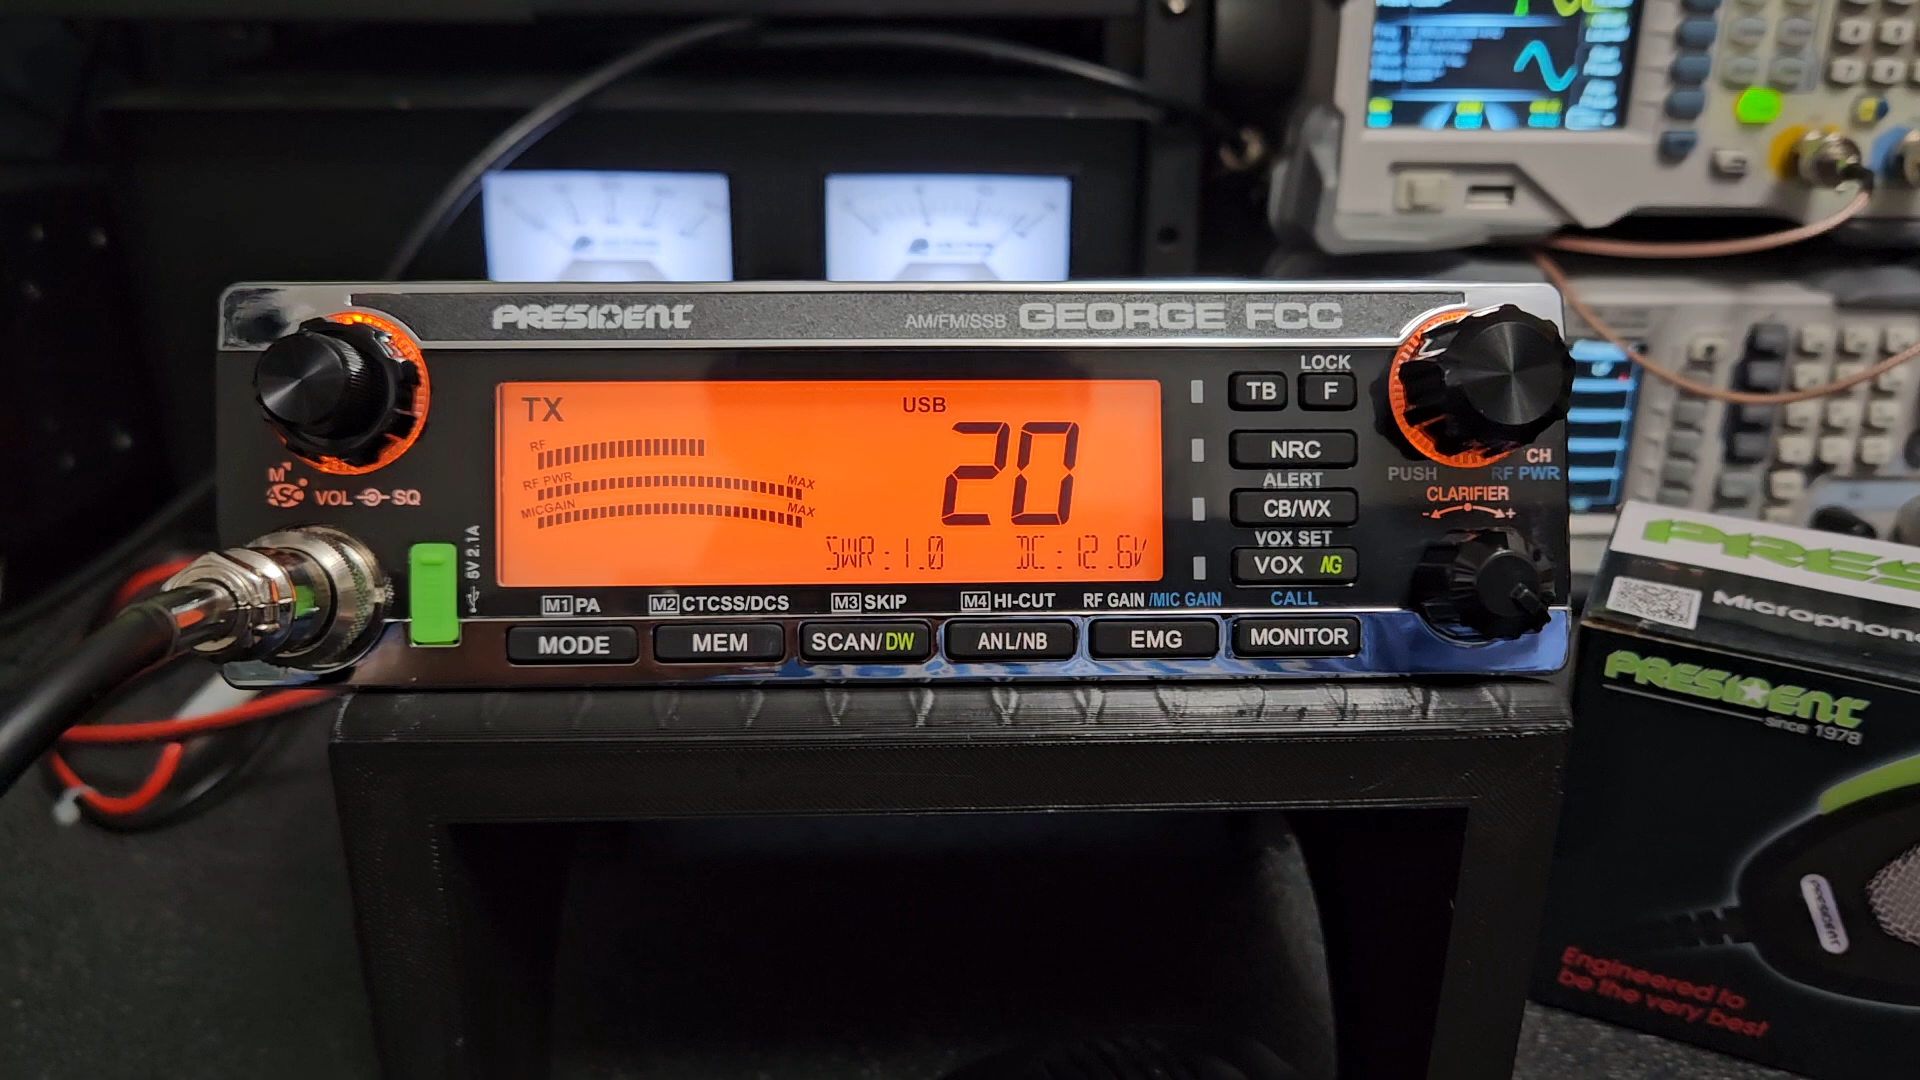 PRESIDENT
AM/FM/SSB GEORGE FCC
LOCK
TX
USB
20
RF
RF PWR
MAX
MICGAIN
MAX
SWR:1.0
DC:12.6V
TB
F
NRC
ALERT
CB/WX
VOX SET
VOX NG
CALL
PUSH
CH
RF PWR
CLARIFIER
- +
M
ASC
VOL SQ
5V 2.1A
M1 PA
M2 CTCSS/DCS
M3 SKIP
M4 HI-CUT
RF GAIN /MIC GAIN
MODE
MEM
SCAN/DW
ANL/NB
EMG
MONITOR
PRES
Microphon
PRESIDENT
since 1978
PRESIDENT
Engineered to
be the very best